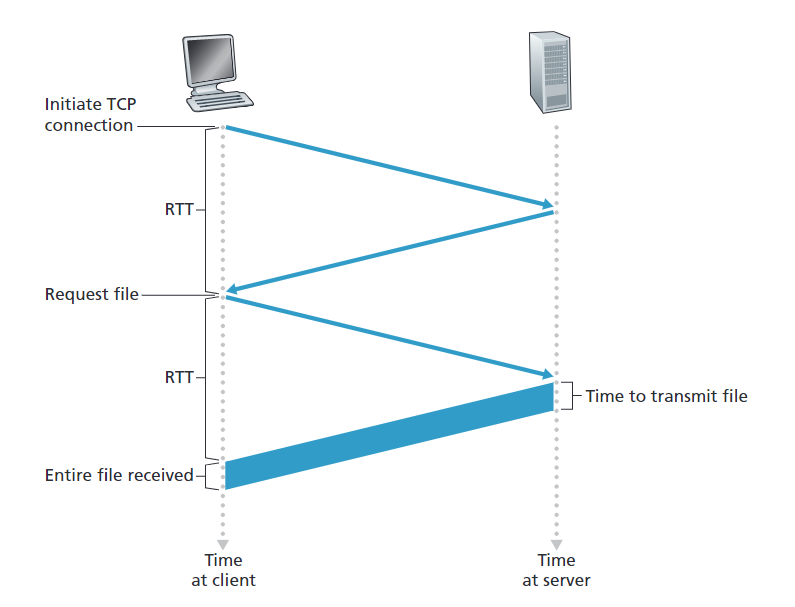 Initiate TCP
connection
RTT
Request file
RTT
Time to transmit file
Entire file received
Time
at client
Time
at server